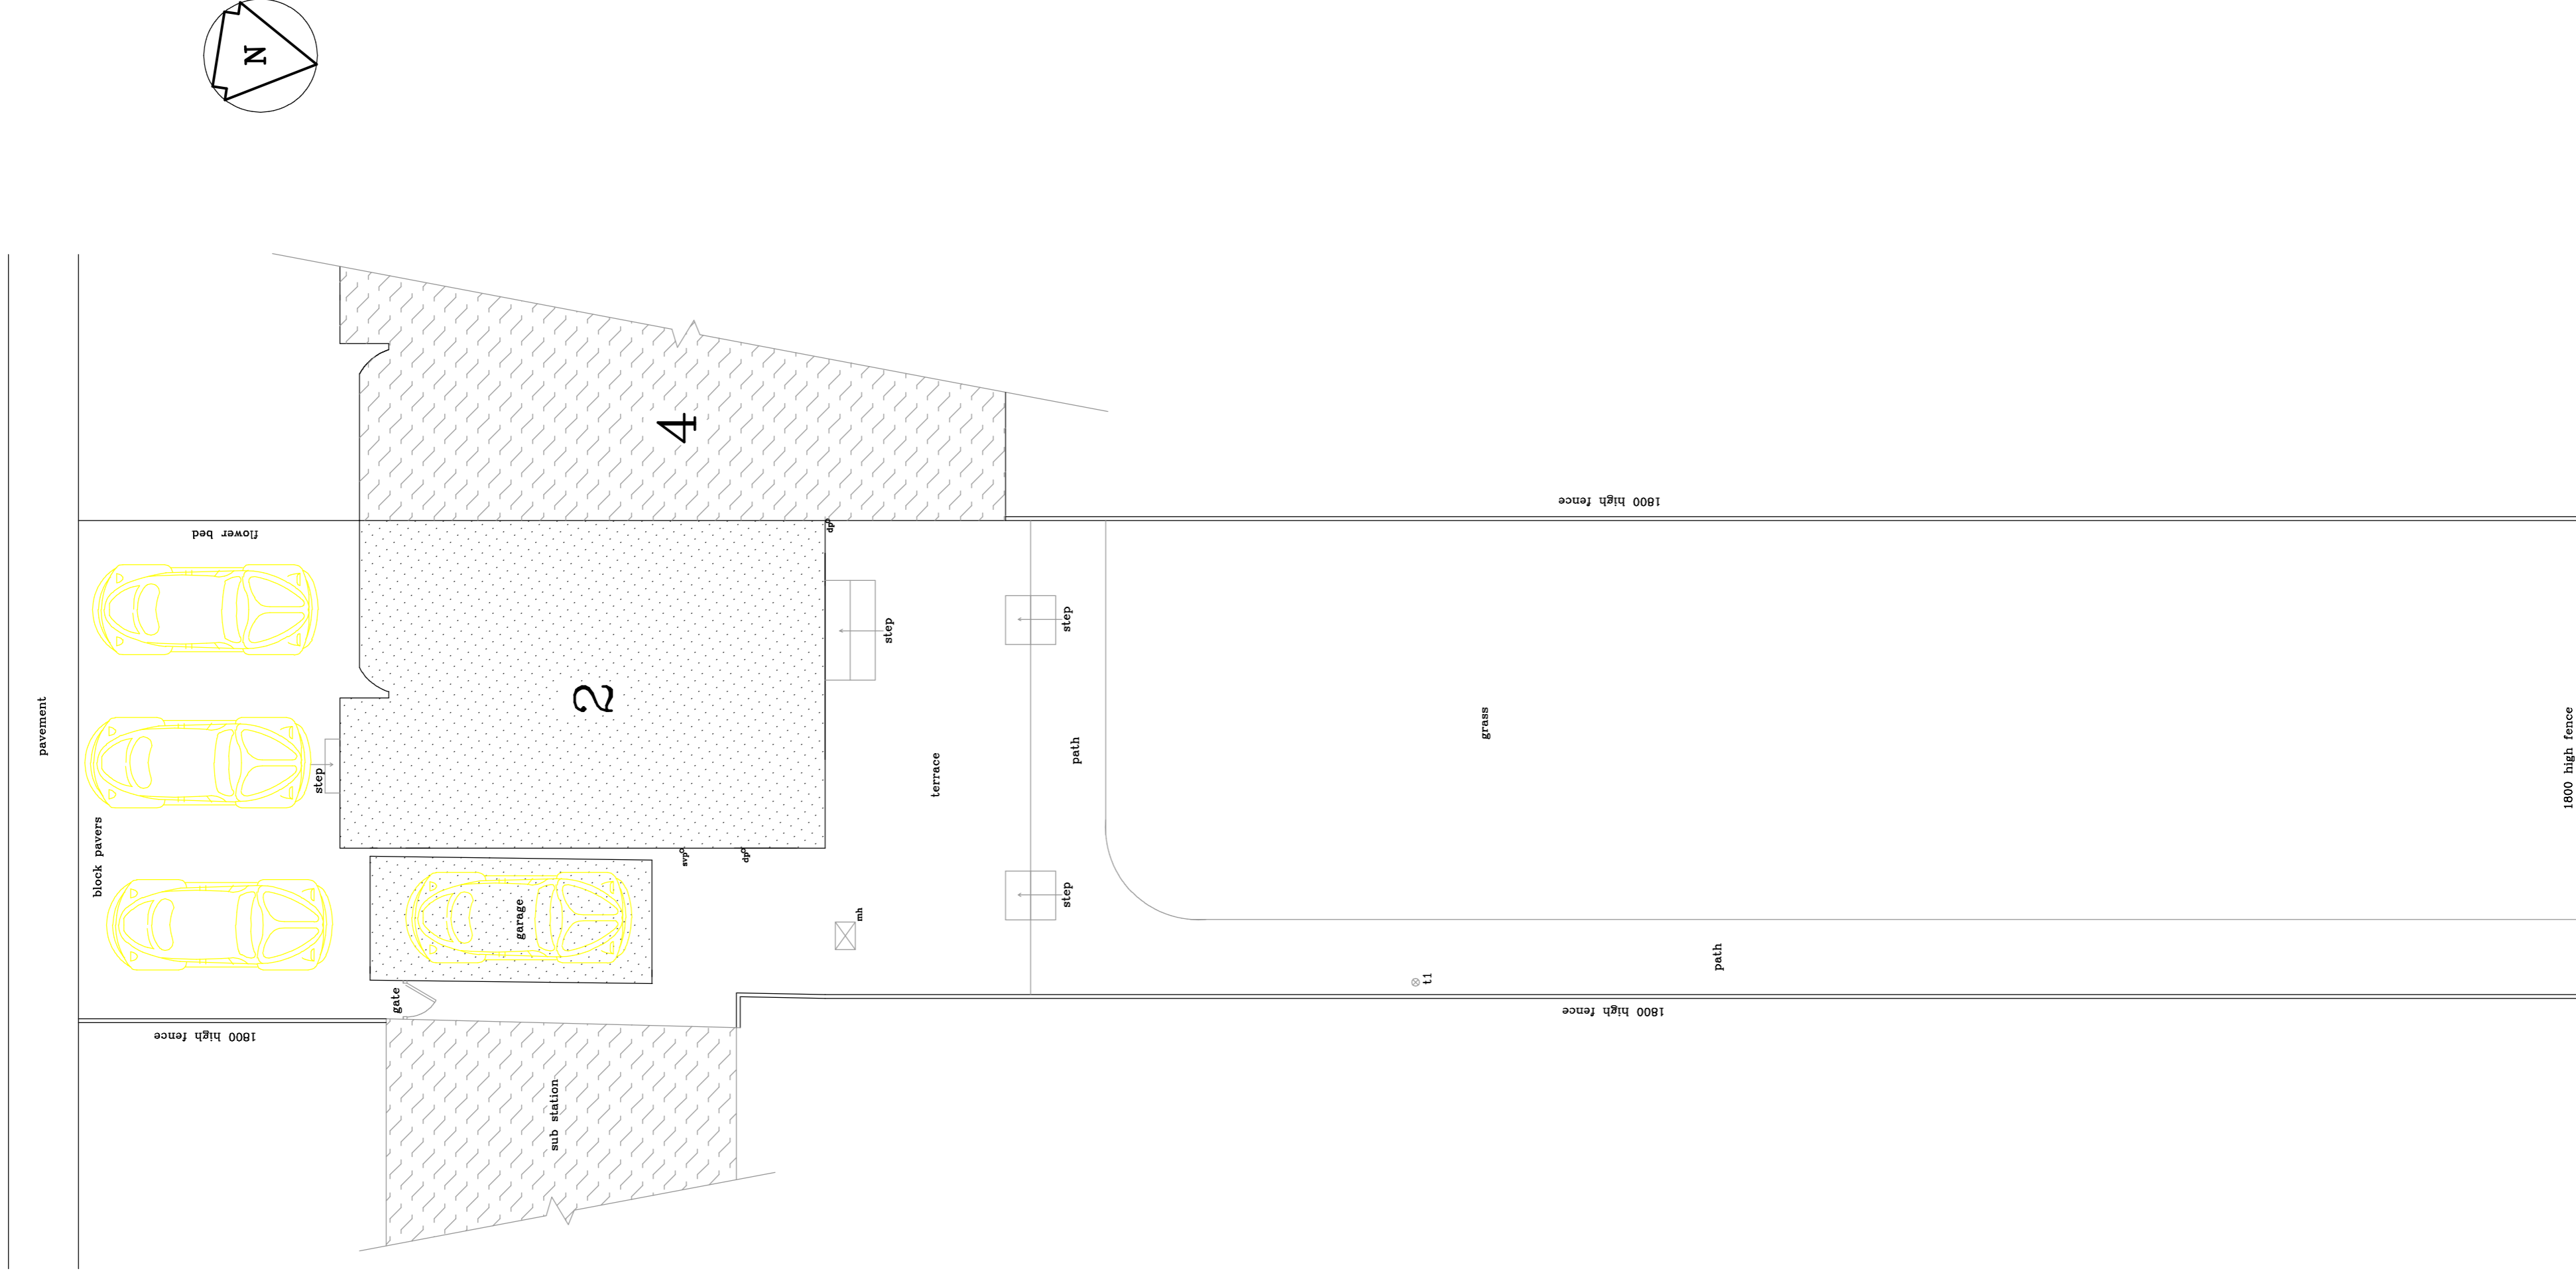 N
4
1800 high fence
flower bed
dp
step
step
pavement
2
step
grass
1800 high fence
terrace
path
block pavers
svp
dp
garage
step
mh
path
gate
t1
1800 high fence
1800 high fence
sub station